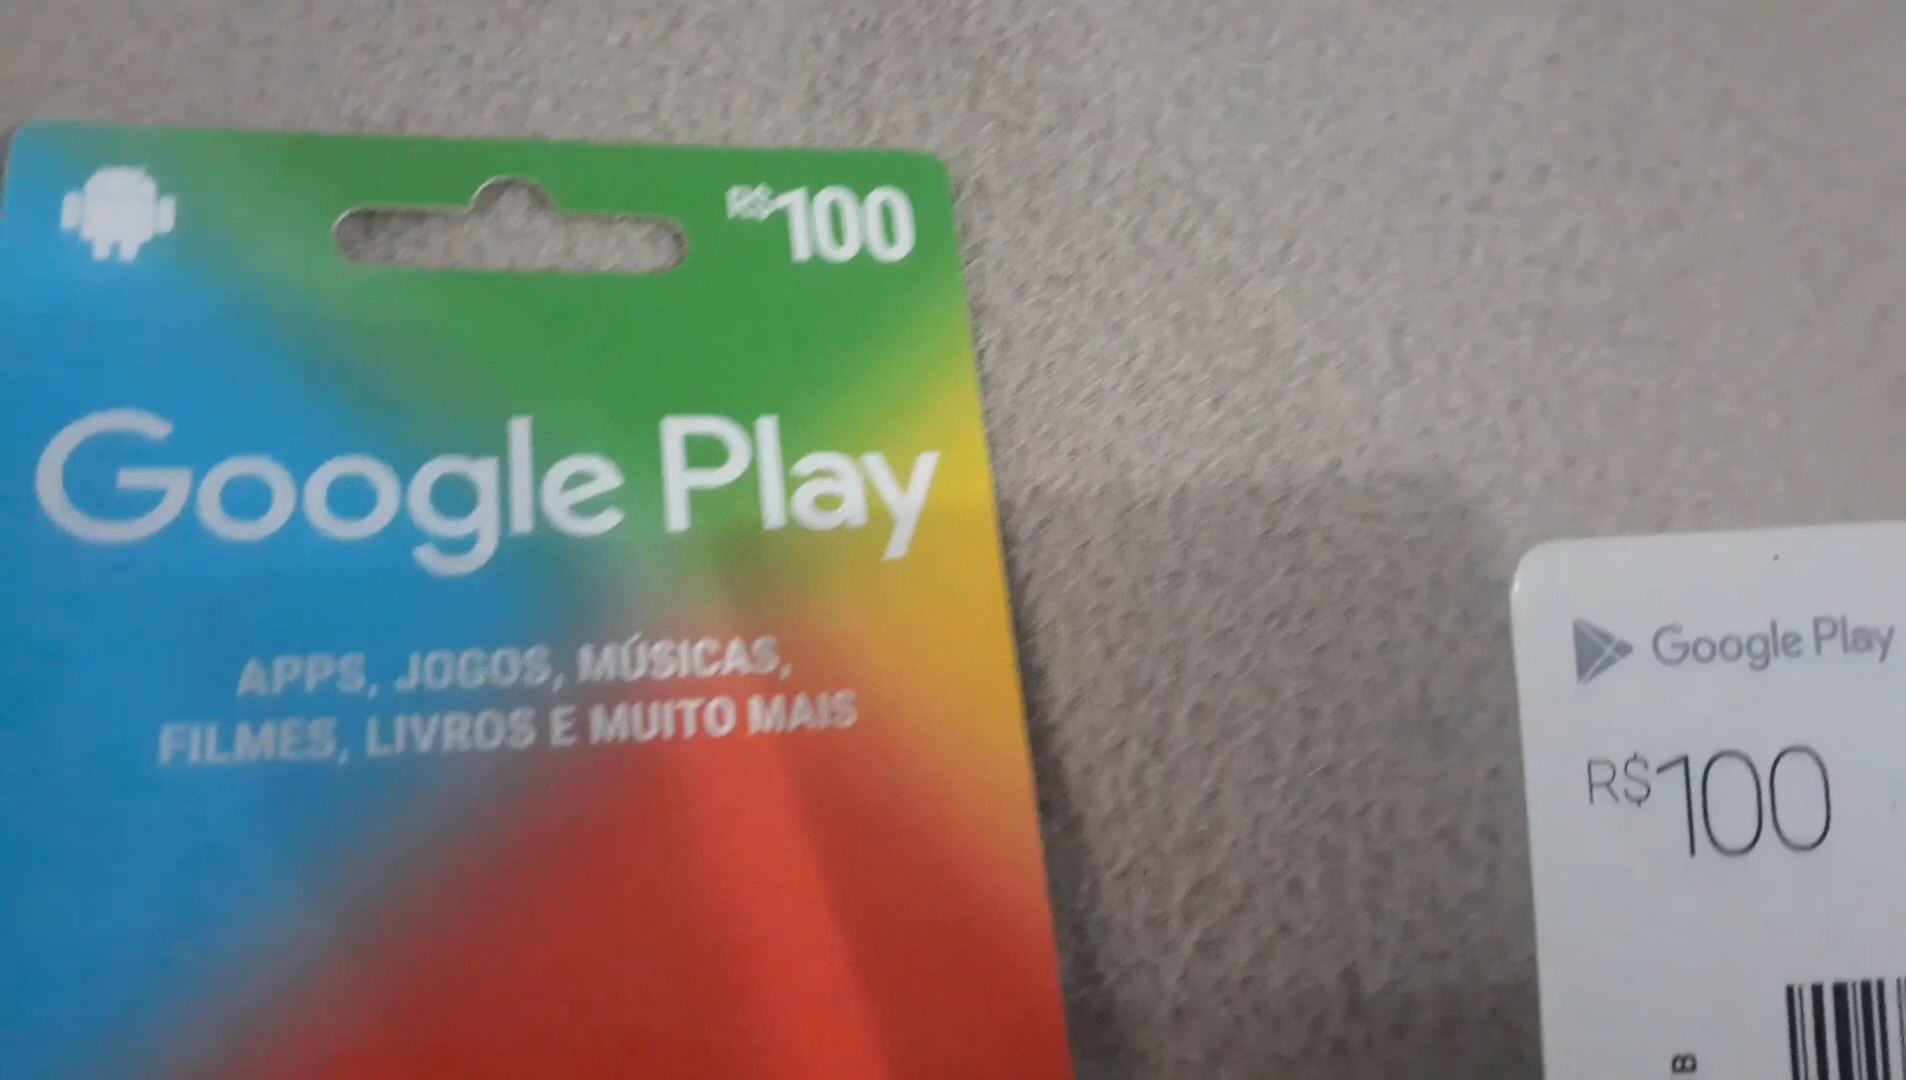 R$100
Google Play
APPS, JOGOS, MÚSICAS,
FILMES, LIVROS E MUITO MAIS
Google Play
R$100
B